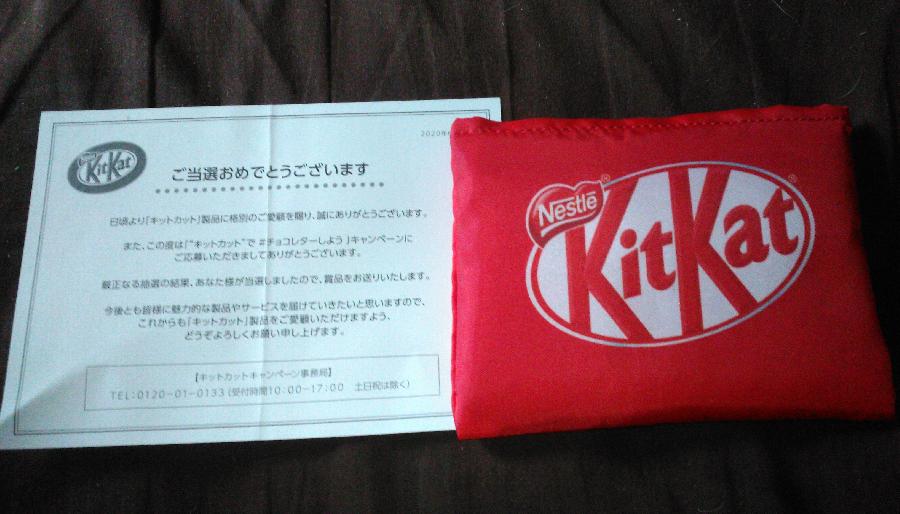 2020年
Nestlé
KitKat
ご当選おめでとうございます
日頃より「キットカット」製品に格別のご愛顧を賜り、誠にありがとうございます。
また、この度は「"キットカット"で #チョコレターしよう」キャンペーンに
ご応募いただきましてありがとうございます。
厳正なる抽選の結果、あなた様が当選しましたので、賞品をお送りいたします。
今後とも皆様に魅力的な製品やサービスを届けていきたいと思いますので、
これからも「キットカット」製品をご愛顧いただけますよう、
どうぞよろしくお願い申し上げます。
【キットカットキャンペーン事務局】
TEL:0120-01-0133(受付時間10:00-17:00 土日祝は除く)
Nestlé®
KitKat®